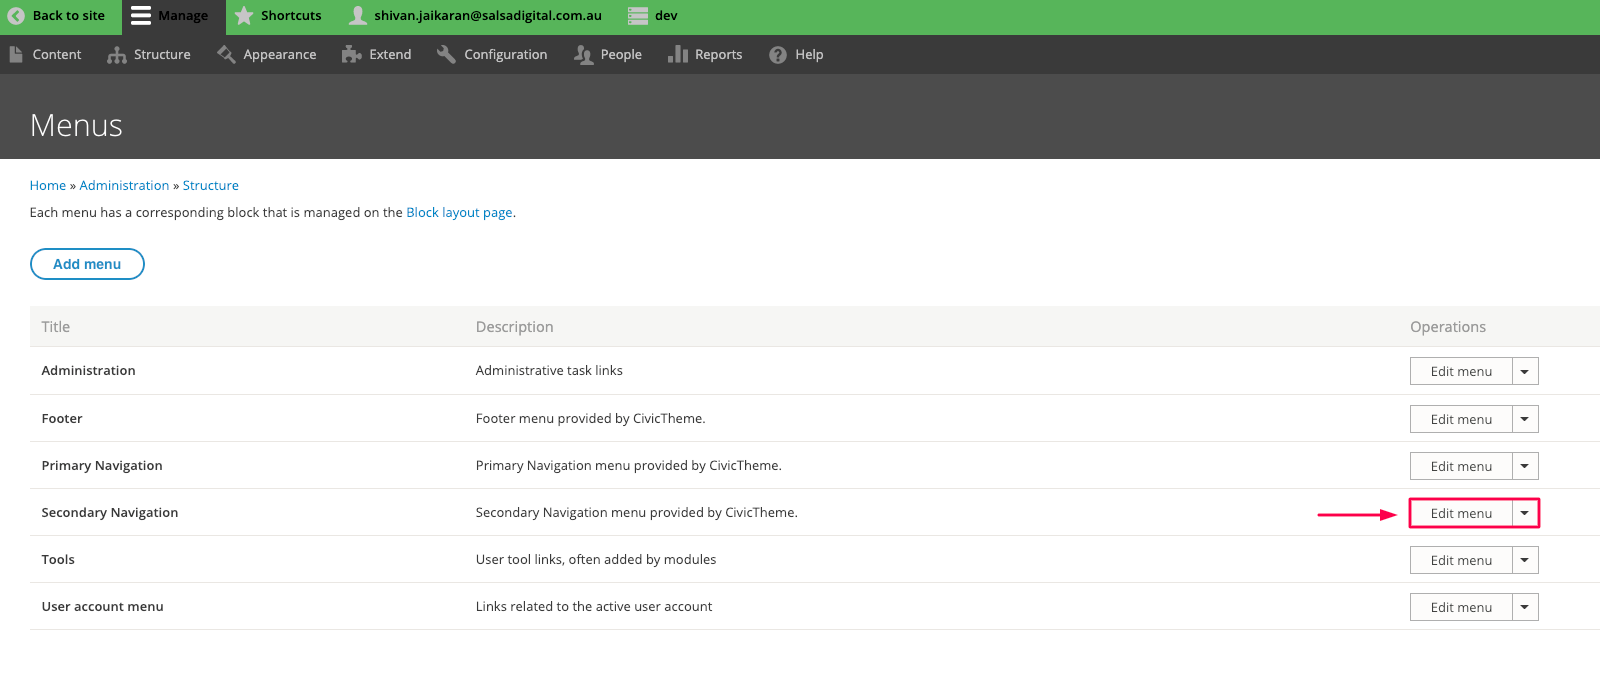 Back to site Manage Shortcuts shivan.jaikaran@salsadigital.com.au dev
Content Structure Appearance Extend Configuration People Reports Help
Menus
Home » Administration » Structure
Each menu has a corresponding block that is managed on the Block layout page.
Add menu
Title Description Operations
Administration Administrative task links Edit menu
Footer Footer menu provided by CivicTheme. Edit menu
Primary Navigation Primary Navigation menu provided by CivicTheme. Edit menu
Secondary Navigation Secondary Navigation menu provided by CivicTheme. Edit menu
Tools User tool links, often added by modules Edit menu
User account menu Links related to the active user account Edit menu